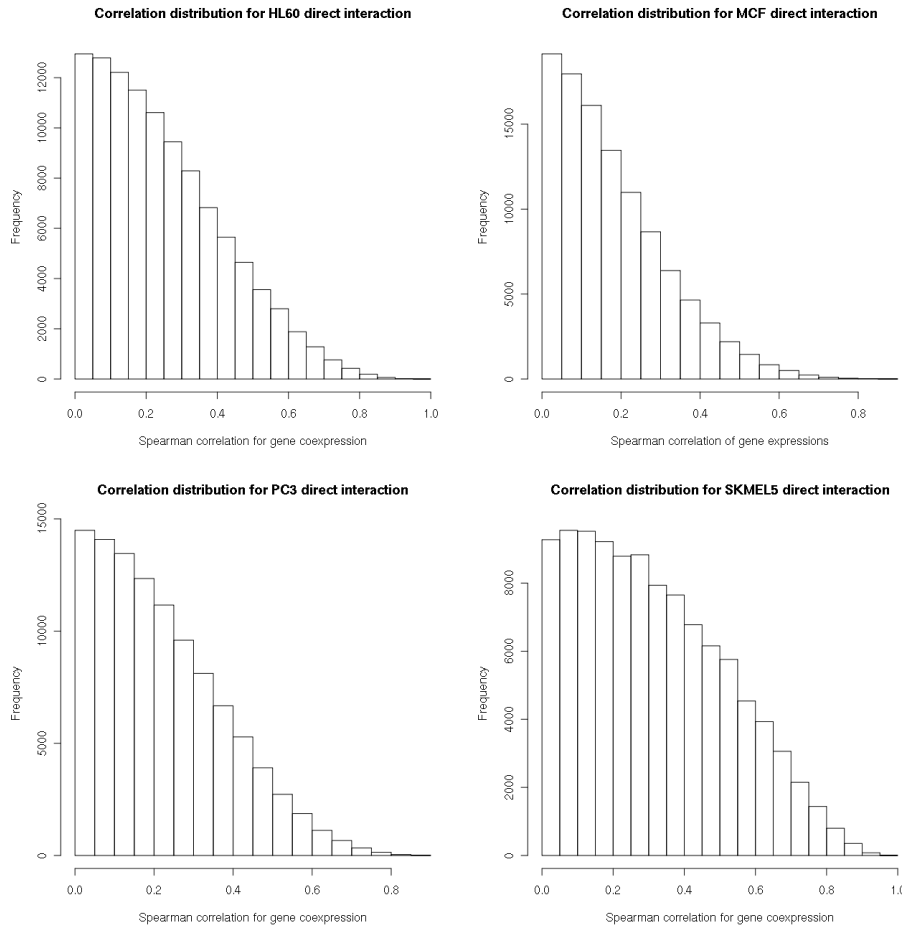 Correlation distribution for HL60 direct interaction
Frequency
0 2000 4000 6000 8000 10000 12000
0.0 0.2 0.4 0.6 0.8 1.0
Spearman correlation for gene coexpression
Correlation distribution for MCF direct interaction
Frequency
0 5000 10000 15000
0.0 0.2 0.4 0.6 0.8
Spearman correlation of gene expressions
Correlation distribution for PC3 direct interaction
Frequency
0 5000 10000 15000
0.0 0.2 0.4 0.6 0.8
Spearman correlation for gene coexpression
Correlation distribution for SKMEL5 direct interaction
Frequency
0 2000 4000 6000 8000
0.0 0.2 0.4 0.6 0.8 1.0
Spearman correlation for gene coexpression